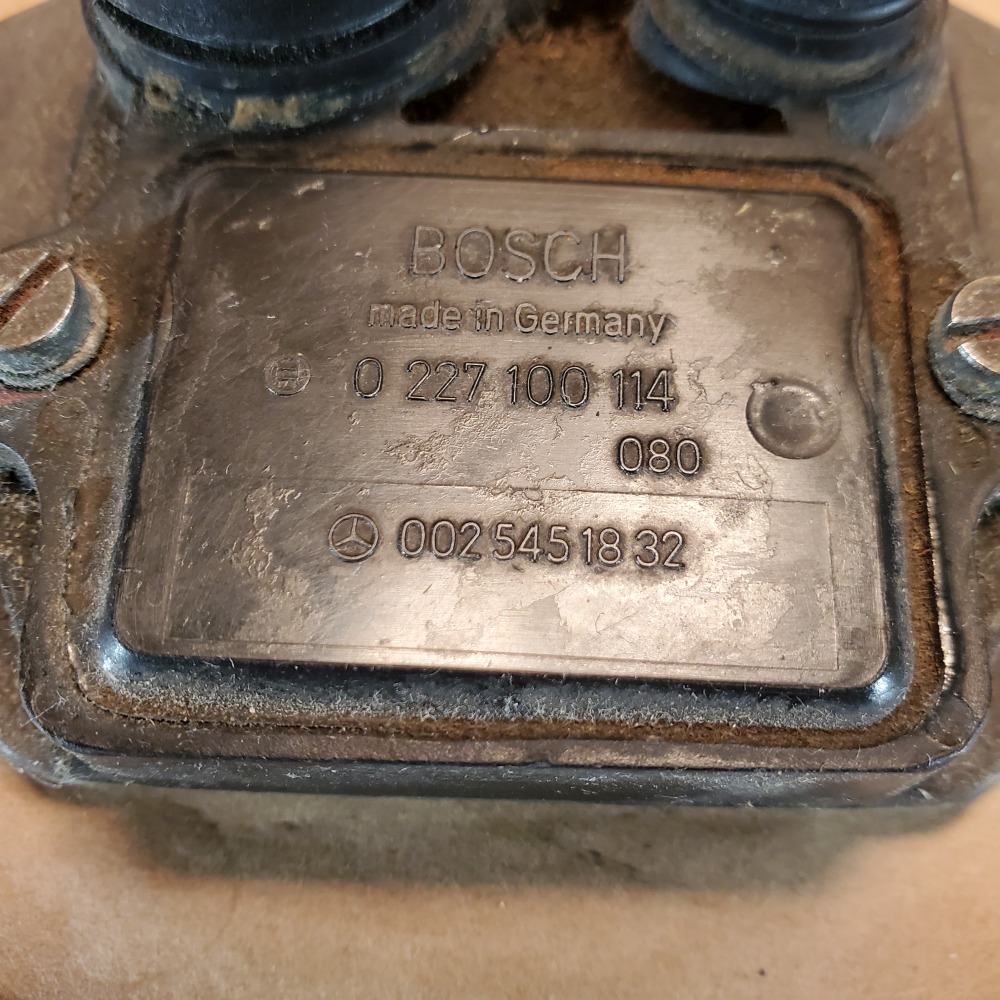 BOSCH
made in Germany
0 227 100 114
080
002 545 18 32